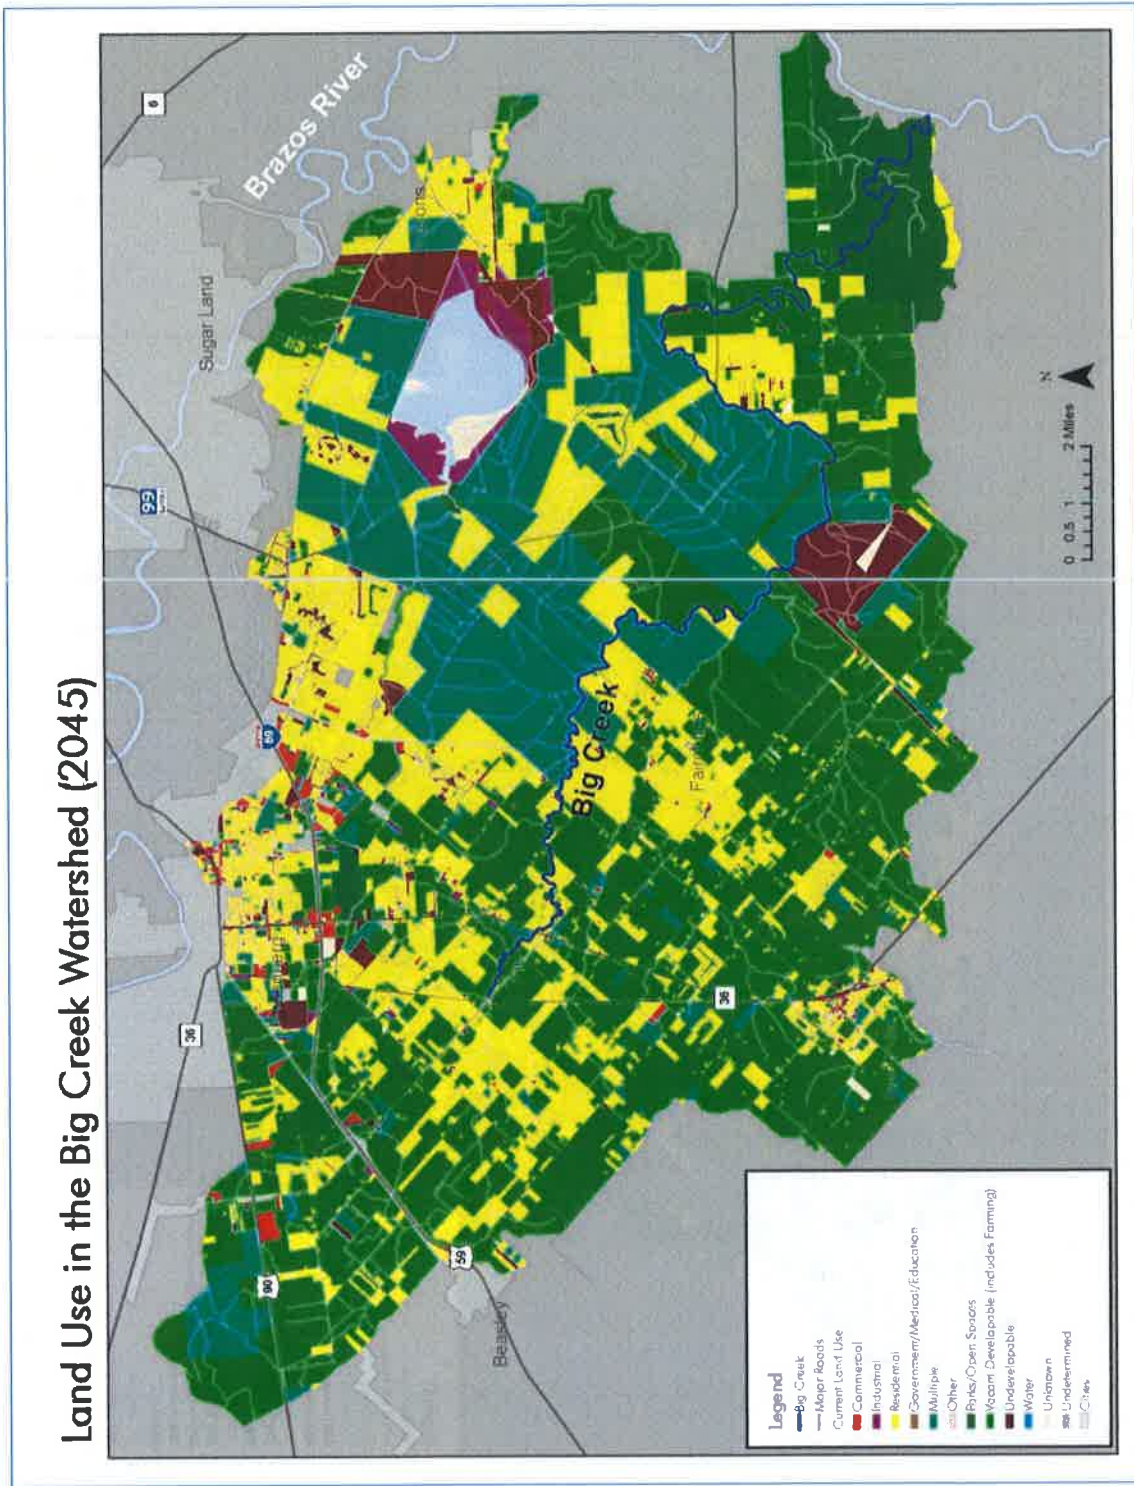 Land Use in the Big Creek Watershed (2045)
6
Brazos River
Sugar Land
99
69
36
Big Creek
36
90
59
Beasley
N
0 0.5 1 2 Miles
Legend
Big Creek
Major Roads
Current Land Use
Commercial
Industrial
Residential
Government/Medical/Education
Multiple
Other
Parks/Open Spaces
Vacant Developable (includes Farming)
Undevelopable
Water
Unknown
Undetermined
Cities